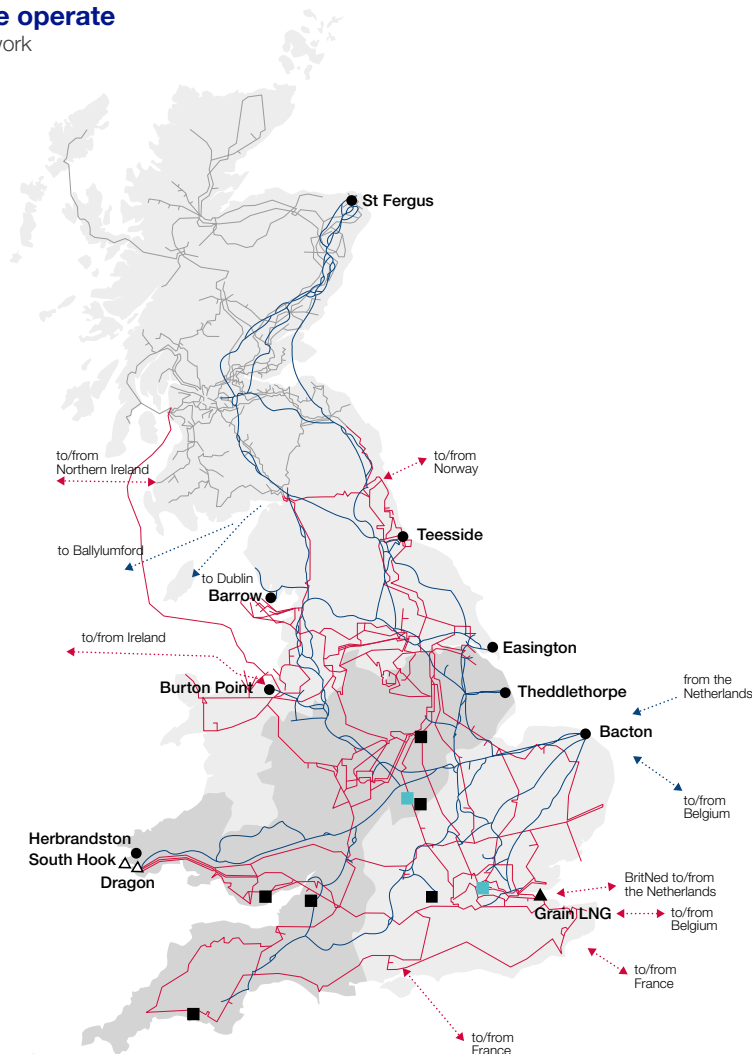 e operate
ork
St Fergus
to/from
Northern Ireland
to/from
Norway
Teesside
to Ballylumford
to Dublin
Barrow
to/from Ireland
Easington
Burton Point
Theddlethorpe
from the
Netherlands
Bacton
to/from
Belgium
Herbrandston
South Hook
Dragon
BritNed to/from
the Netherlands
Grain LNG
to/from
Belgium
to/from
France
to/from
France